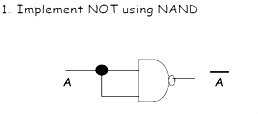 1. Implement NOT using NAND
A A̅